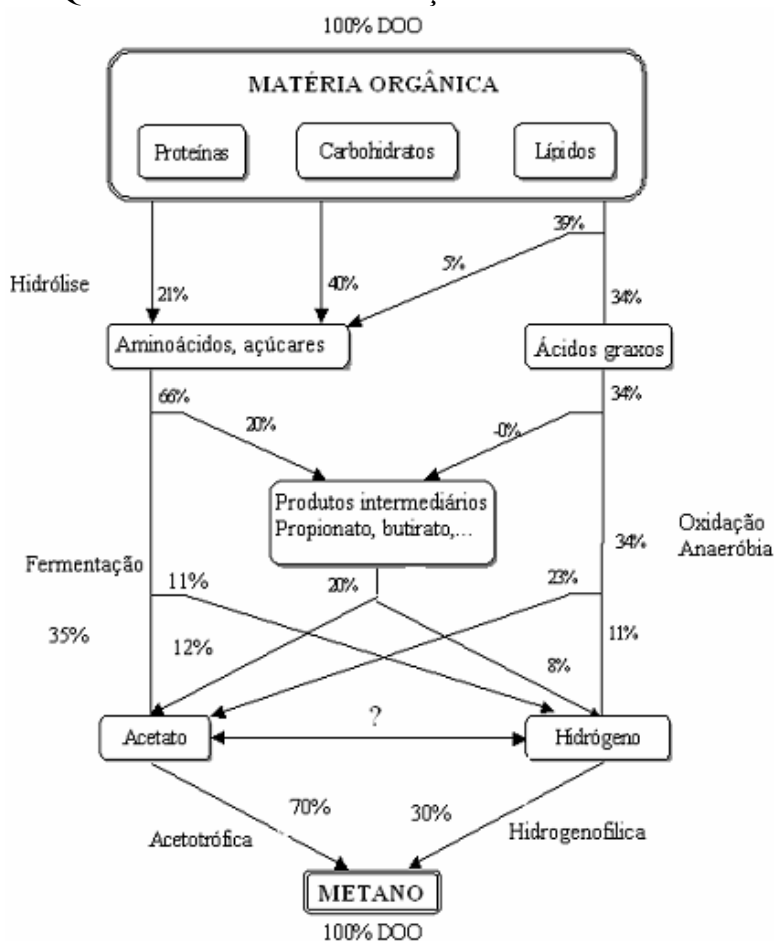 100% DOO
MATÉRIA ORGÂNICA
Proteínas
Carbohidratos
Lípidos
39%
5%
Hidrólise
21%
40%
34%
Aminoácidos, açúcares
Ácidos graxos
66%
34%
20%
-0%
Produtos intermediários
Propionato, butirato,...
Oxidação
Anaeróbia
34%
Fermentação
11%
20%
23%
35%
12%
11%
8%
?
Acetato
Hidrógeno
70%
30%
Acetotrófica
Hidrogenofílica
METANO
100% DOO